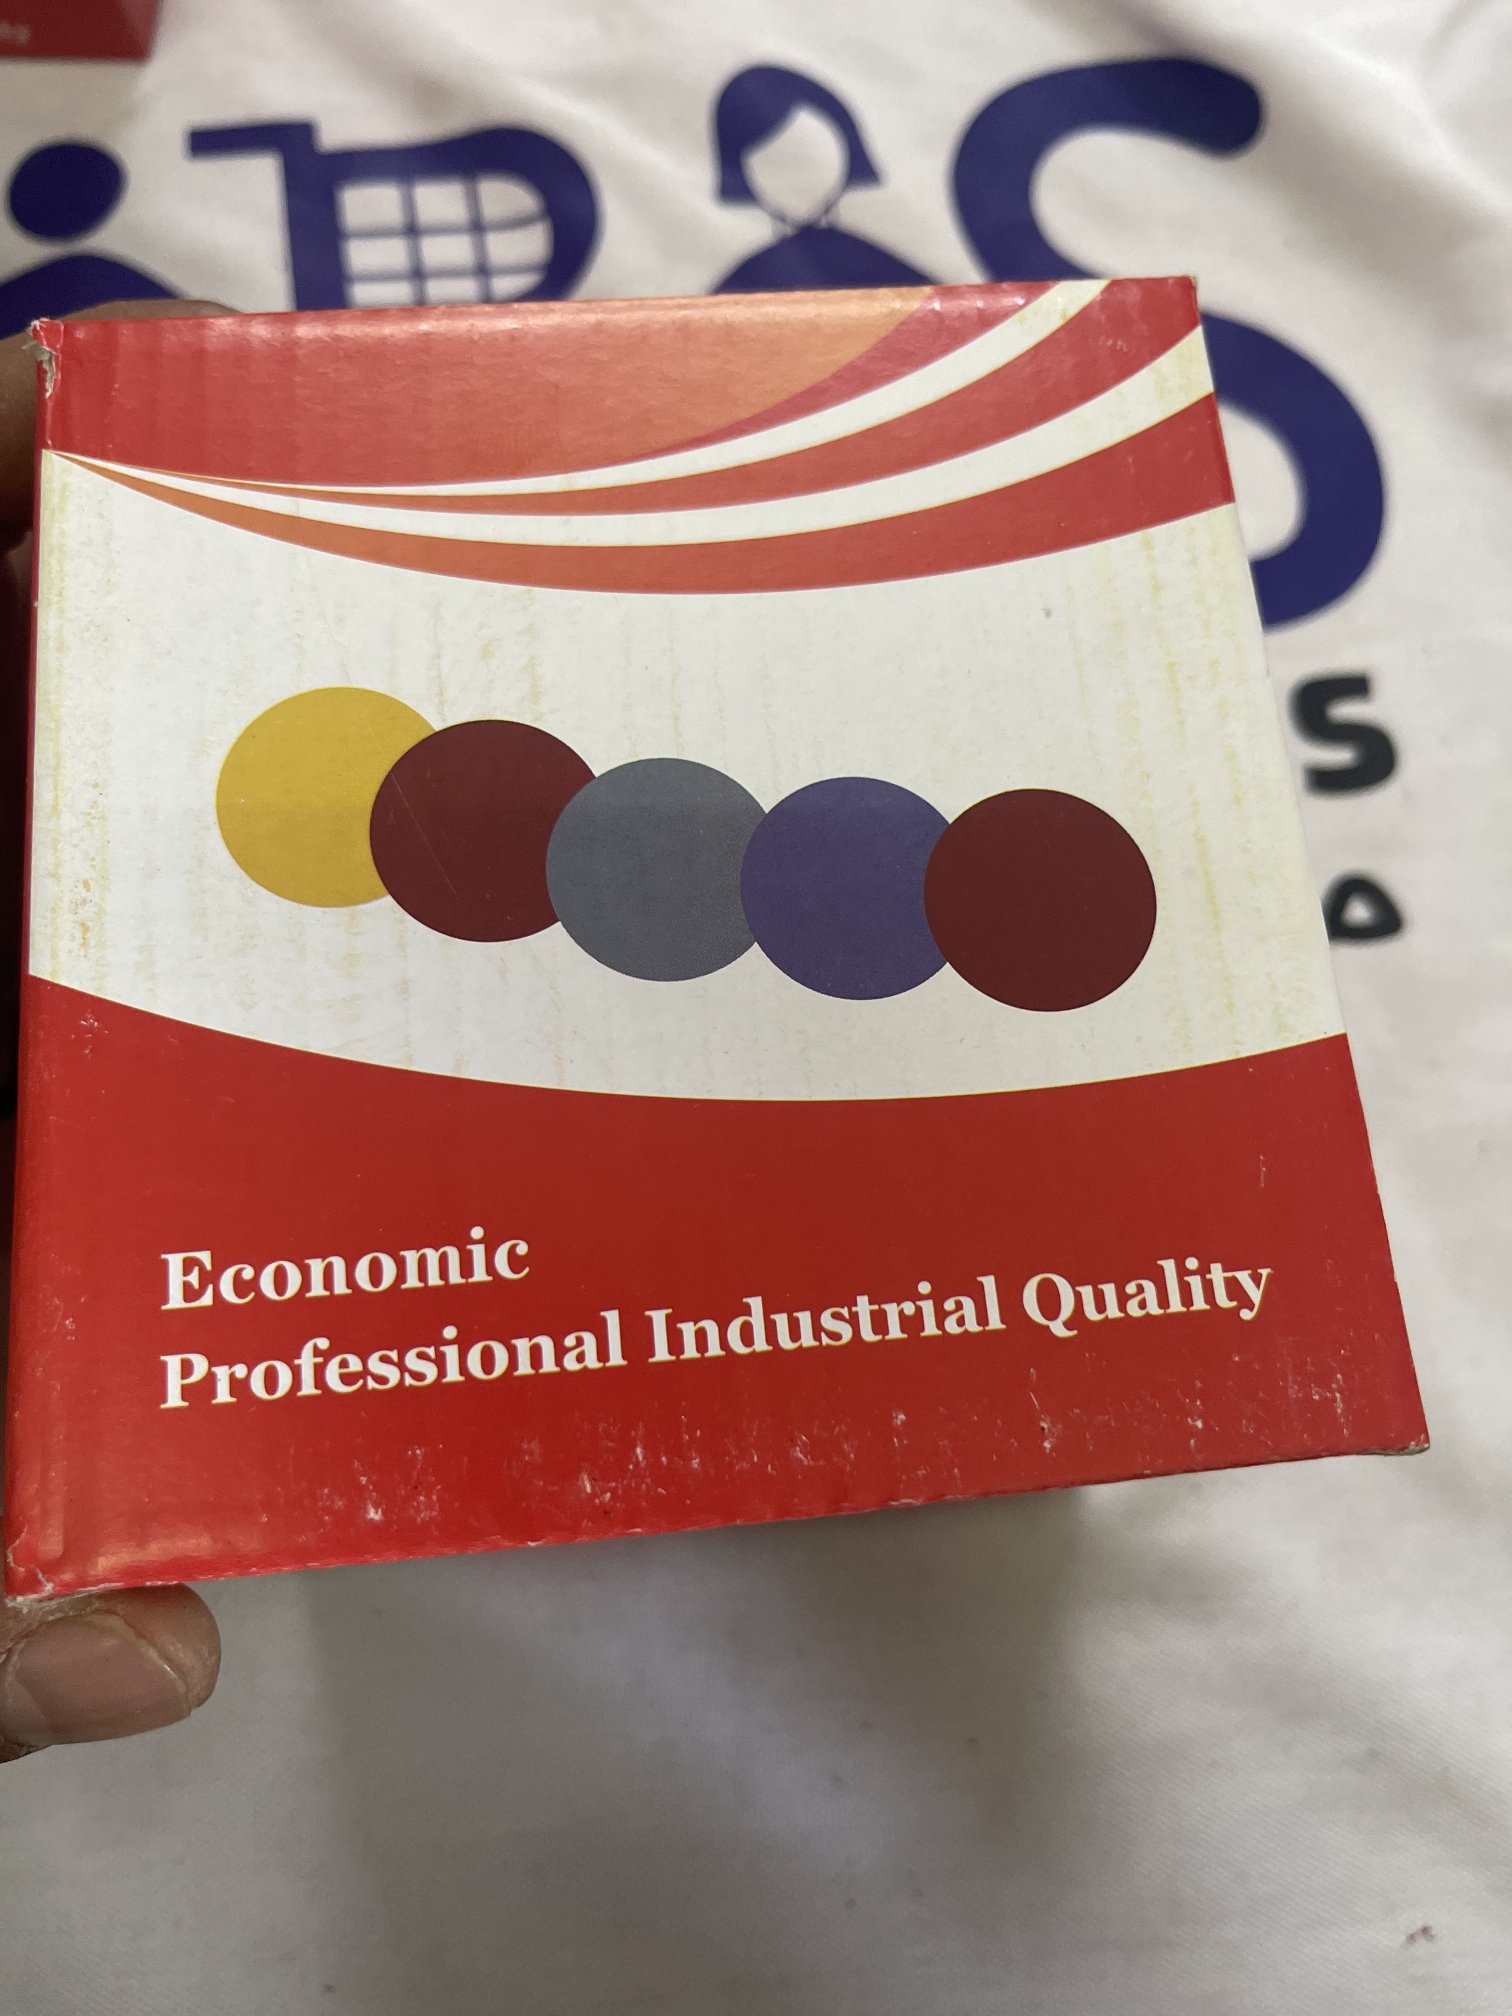 S
Economic
Professional Industrial Quality